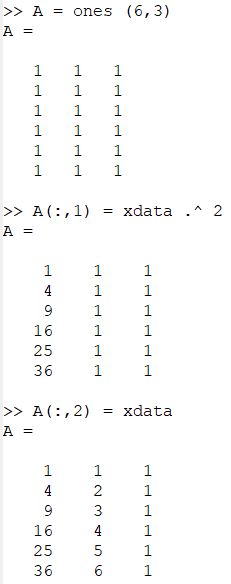 >> A = ones (6,3)
A =
1 1 1
1 1 1
1 1 1
1 1 1
1 1 1
1 1 1
>> A(:,1) = xdata .^ 2
A =
1 1 1
4 1 1
9 1 1
16 1 1
25 1 1
36 1 1
>> A(:,2) = xdata
A =
1 1 1
4 2 1
9 3 1
16 4 1
25 5 1
36 6 1